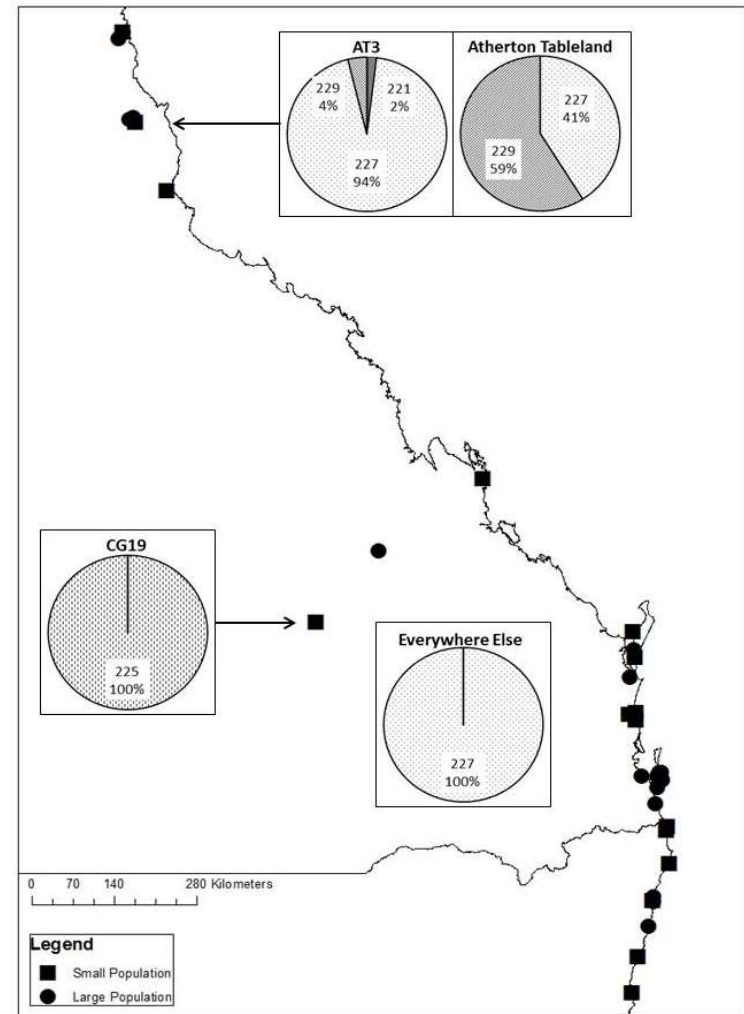 AT3
229
4%
221
2%
227
94%
Atherton Tableland
227
41%
229
59%
CG19
225
100%
Everywhere Else
227
100%
0 70 140 280 Kilometers
Legend
Small Population
Large Population